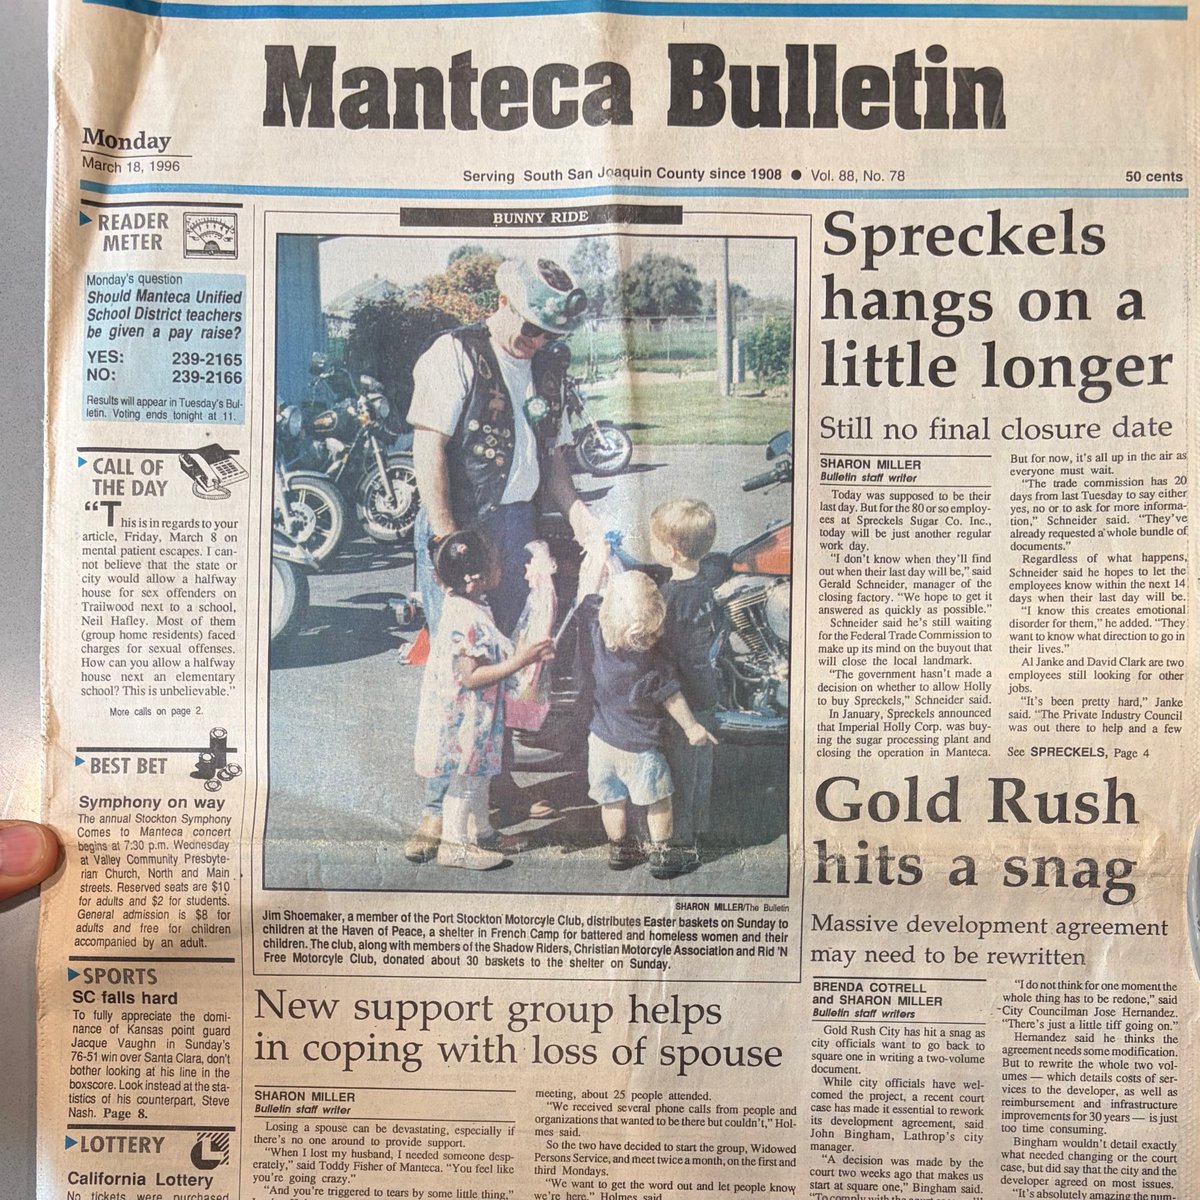 Manteca Bulletin
Monday
March 18, 1996
Serving South San Joaquin County since 1908 ● Vol. 88, No. 78
50 cents
READER
METER
Monday's question
Should Manteca Unified
School District teachers
be given a pay raise?
YES: 239-2165
NO: 239-2166
Results will appear in Tuesday's Bul-
letin. Voting ends tonight at 11.
CALL OF
THE DAY
"This is in regards to your
article, Friday, March 8 on
mental patient escapes. I can-
not believe that the state or
city would allow a halfway
house for sex offenders on
Trailwood next to a school,
Neil Hafley. Most of them
(group home residents) faced
charges for sexual offenses.
How can you allow a halfway
house next an elementary
school? This is unbelievable."
More calls on page 2.
BEST BET
Symphony on way
The annual Stockton Symphony
Comes to Manteca concert
begins at 7:30 p.m. Wednesday
at Valley Community Presbyte-
rian Church, North and Main
streets. Reserved seats are $10
for adults and $2 for students.
General admission is $8 for
adults and free for children
accompanied by an adult.
SPORTS
SC falls hard
To fully appreciate the domi-
nance of Kansas point guard
Jacque Vaughn in Sunday's
76-51 win over Santa Clara, don't
bother looking at his line in the
boxscore. Look instead at the sta-
tistics of his counterpart, Steve
Nash. Page 8.
LOTTERY
California Lottery
No tickets were purchased
BUNNY RIDE
SHARON MILLER/The Bulletin
Jim Shoemaker, a member of the Port Stockton Motorcyle Club, distributes Easter baskets on Sunday to
children at the Haven of Peace, a shelter in French Camp for battered and homeless women and their
children. The club, along with members of the Shadow Riders, Christian Motorcyle Association and Rid 'N
Free Motorcyle Club, donated about 30 baskets to the shelter on Sunday.
New support group helps
in coping with loss of spouse
SHARON MILLER
Bulletin staff writer
Losing a spouse can be devastating, especially if
there's no one around to provide support.
"When I lost my husband, I needed someone desp-
erately," said Toddy Fisher of Manteca. "You feel like
you're going crazy."
"And you're triggered to tears by some little thing,"
meeting, about 25 people attended.
"We received several phone calls from people and
organizations that wanted to be there but couldn't," Hol-
mes said.
So the two have decided to start the group, Widowed
Persons Service, and meet twice a month, on the first and
third Mondays.
"We want to get the word out and let people know
we're here," Holmes said.
Spreckels
hangs on a
little longer
Still no final closure date
SHARON MILLER
Bulletin staff writer
Today was supposed to be their
last day. But for the 80 or so employ-
ees at Spreckels Sugar Co. Inc.,
today will be just another regular
work day.
"I don't know when they'll find
out when their last day will be," said
Gerald Schneider, manager of the
closing factory. "We hope to get it
answered as quickly as possible."
Schneider said he's still waiting
for the Federal Trade Commission to
make up its mind on the buyout that
will close the local landmark.
"The government hasn't made a
decision on whether to allow Holly
to buy Spreckels," Schneider said.
In January, Spreckels announced
that Imperial Holly Corp. was buy-
ing the sugar processing plant and
closing the operation in Manteca.
But for now, it's all up in the air as
everyone must wait.
"The trade commission has 20
days from last Tuesday to say either
yes, no or to ask for more informa-
tion," Schneider said. "They've
already requested a whole bundle of
documents."
Regardless of what happens,
Schneider said he hopes to let the
employees know within the next 14
days when their last day will be.
"I know this creates emotional
disorder for them," he added. "They
want to know what direction to go in
their lives."
Al Janke and David Clark are two
employees still looking for other
jobs.
"It's been pretty hard," Janke
said. "The Private Industry Council
was out there to help and a few
See SPRECKELS, Page 4
Gold Rush
hits a snag
Massive development agreement
may need to be rewritten
BRENDA COTRELL
and SHARON MILLER
Bulletin staff writers
Gold Rush City has hit a snag as
city officials want to go back to
square one in writing a two-volume
document.
While city officials have wel-
comed the project, a recent court
case has made it essential to rework
its development agreement, said
John Bingham, Lathrop's city
manager.
"A decision was made by the
court two weeks ago that makes us
start at square one," Bingham said.
"To comply with the court
"I do not think for one moment the
whole thing has to be redone," said
City Councilman Jose Hernandez.
"There's just a little tiff going on."
Hernandez said he thinks the
agreement needs some modification.
But to rewrite the whole two vol-
umes — which details costs of ser-
vices to the developer, as well as
reimbursement and infrastructure
improvements for 30 years — is just
too time consuming.
Bingham wouldn't detail exactly
what needed changing or the court
case, but did say that the city and the
developer agreed on most issues.
"It's absolutely amazing the num-